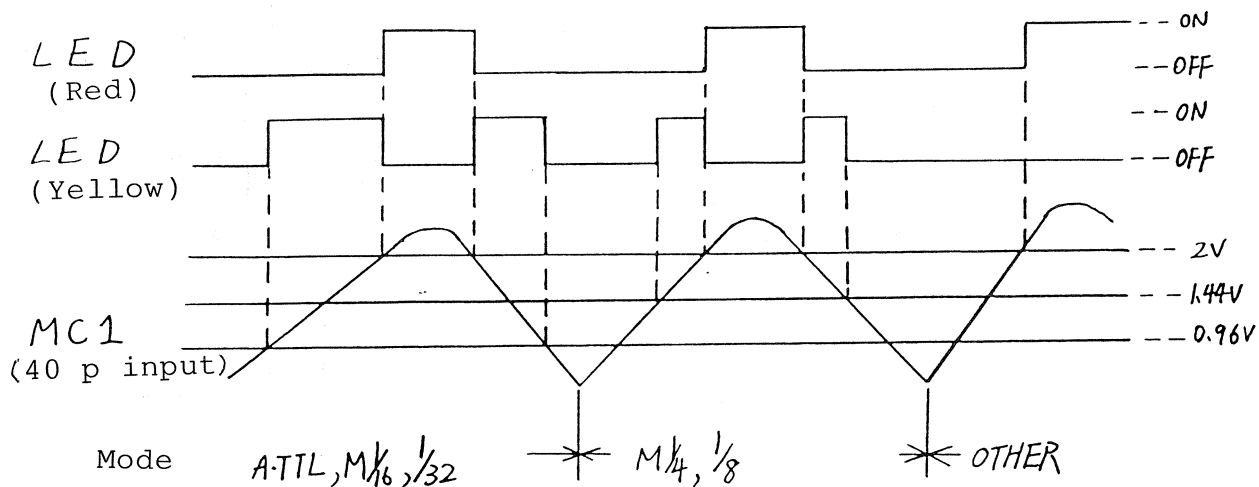 LED
(Red)
-- ON
-- OFF
LED
(Yellow)
-- ON
-- OFF
-- 2V
-- 1.44V
-- 0.96V
MC1
(40 p input)
Mode
A-TTL, M1/16, 1/32
M1/4, 1/8
OTHER